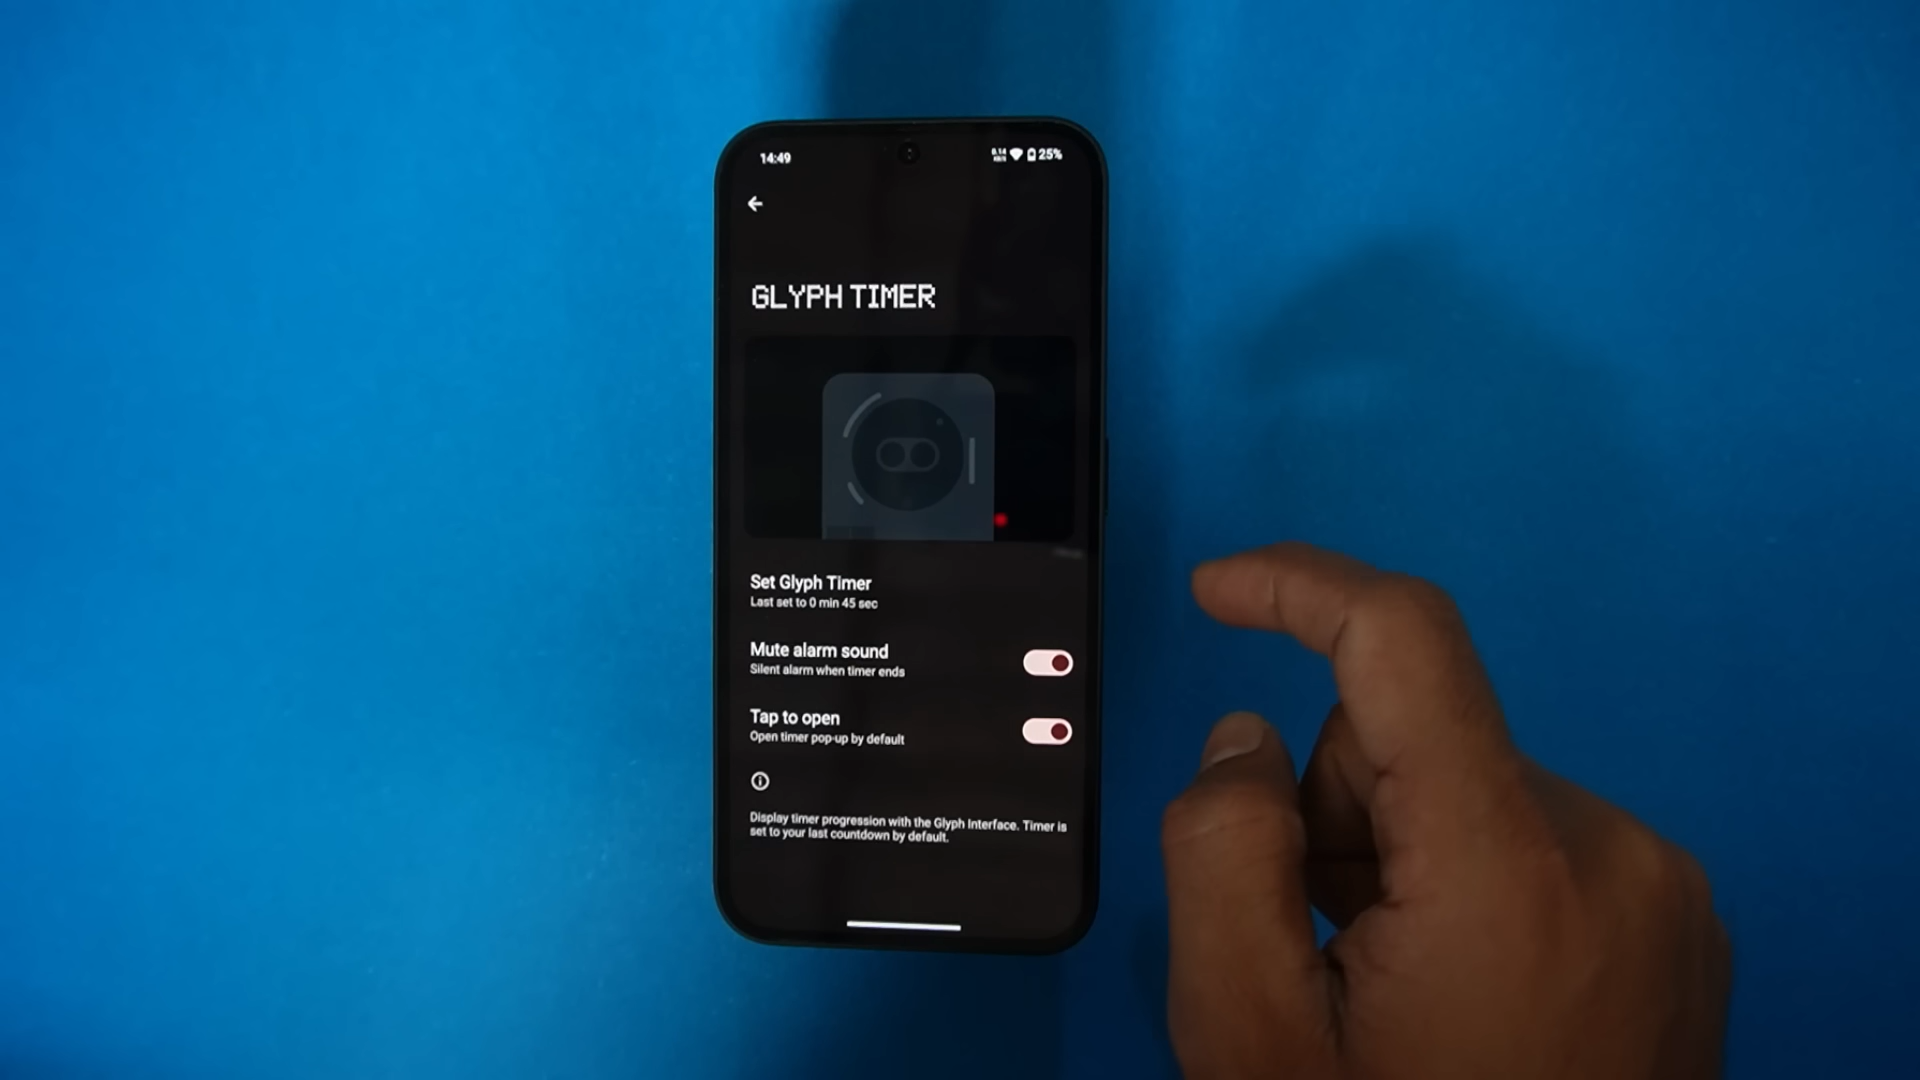 14:49
0.14
25%
GLYPH TIMER
Set Glyph Timer
Last set to 0 min 45 sec
Mute alarm sound
Silent alarm when timer ends
Tap to open
Open timer pop-up by default
Display timer progression with the Glyph Interface. Timer is
set to your last countdown by default.